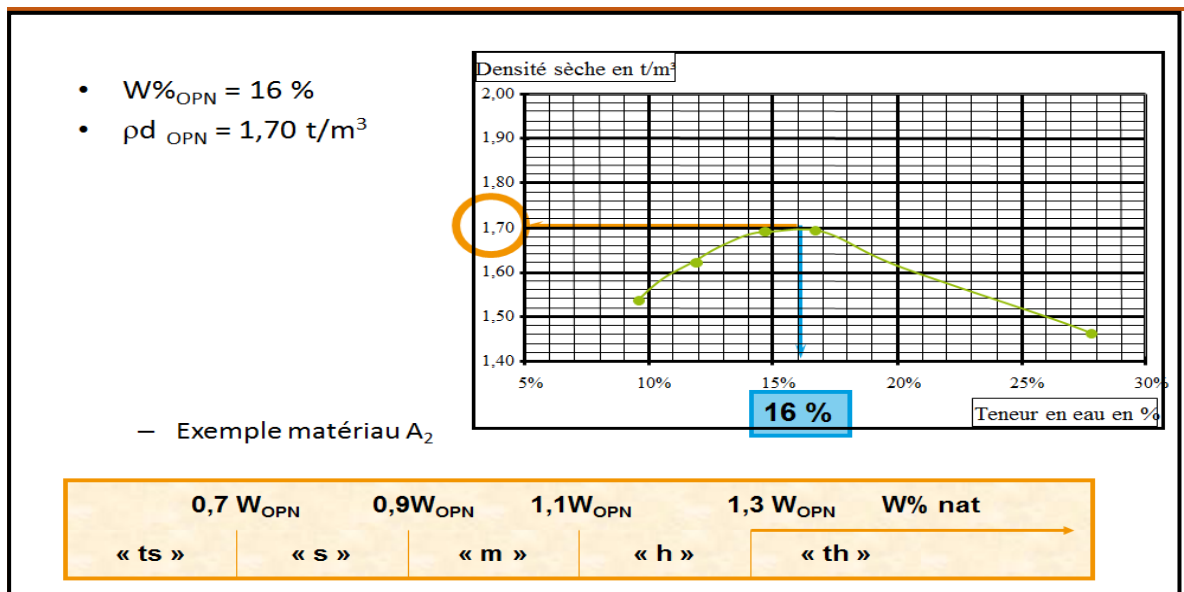 • W%OPN = 16 %
• ρd OPN = 1,70 t/m³
Densité sèche en t/m³
2,00
1,90
1,80
1,70
1,60
1,50
1,40
5% 10% 15% 20% 25% 30%
16 %
Teneur en eau en %
– Exemple matériau A₂
0,7 WOPN 0,9WOPN 1,1WOPN 1,3 WOPN W% nat
« ts » « s » « m » « h » « th »